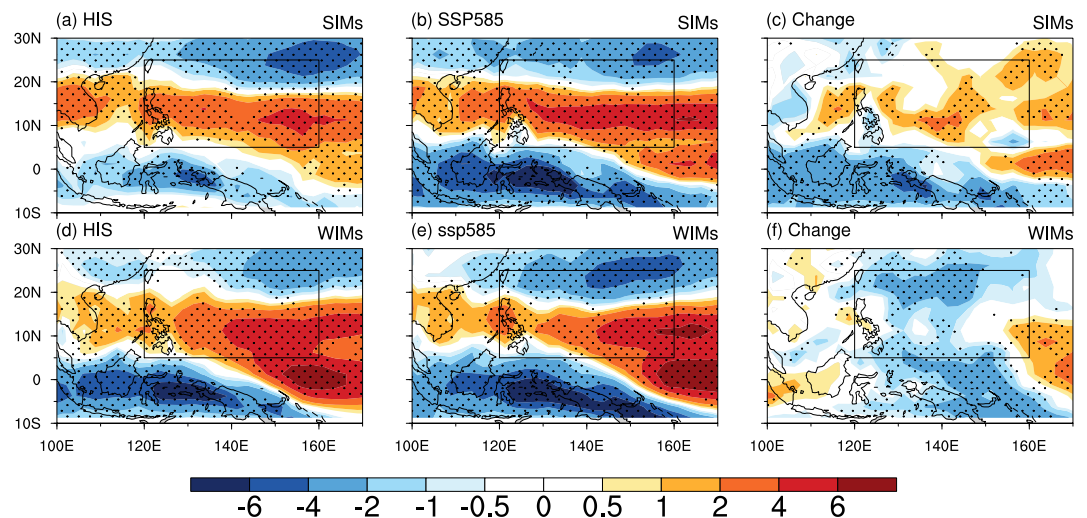 (a) HIS SIMs (b) SSP585 SIMs (c) Change SIMs
30N
20N
10N
0
10S
(d) HIS WIMs (e) ssp585 WIMs (f) Change WIMs
30N
20N
10N
0
10S
100E 120E 140E 160E 100E 120E 140E 160E 100E 120E 140E 160E
-6 -4 -2 -1 -0.5 0 0.5 1 2 4 6